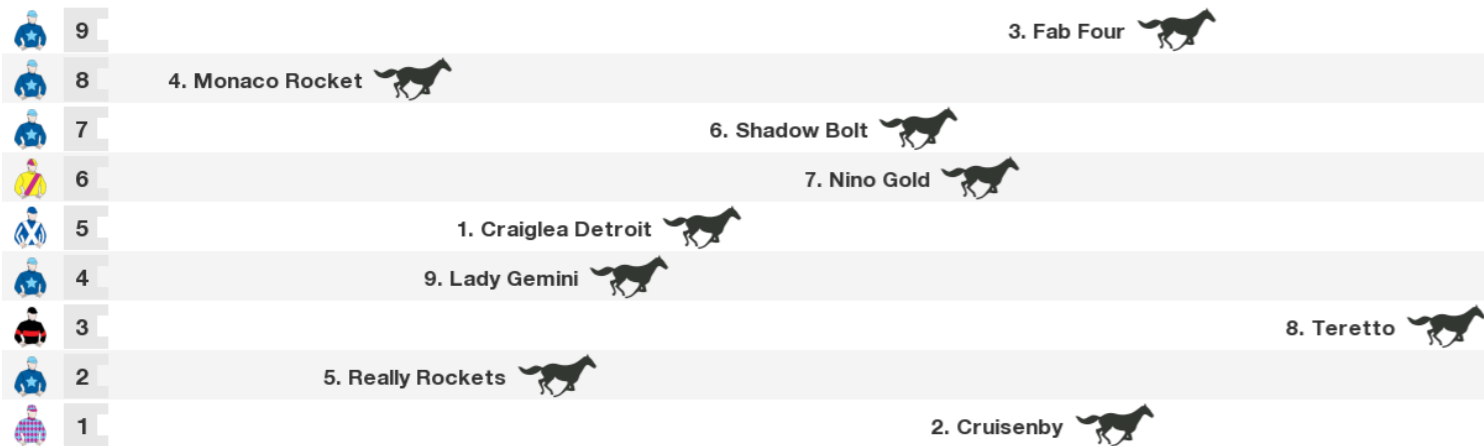 9 3. Fab Four
8 4. Monaco Rocket
7 6. Shadow Bolt
6 7. Nino Gold
5 1. Craiglea Detroit
4 9. Lady Gemini
3 8. Teretto
2 5. Really Rockets
1 2. Cruisenby